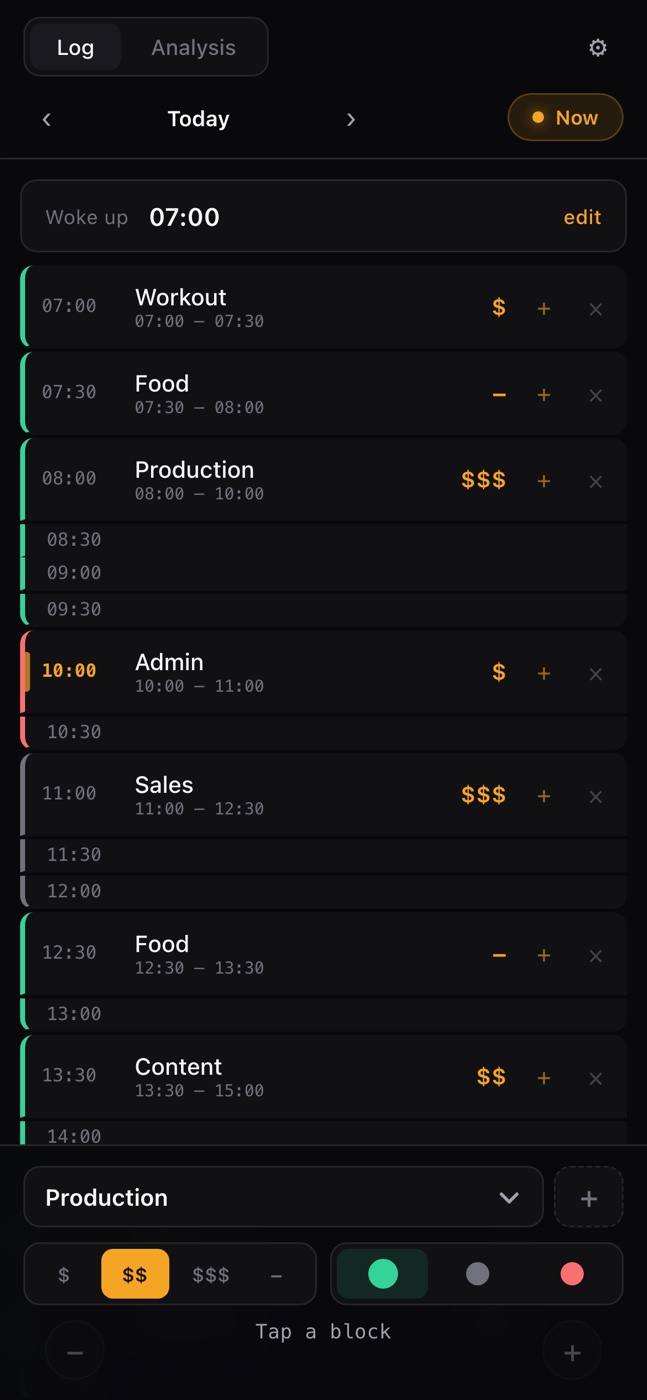 Log Analysis ⚙
‹ Today › Now
Woke up 07:00 edit
07:00 Workout $ + ×
07:00 – 07:30
07:30 Food – + ×
07:30 – 08:00
08:00 Production $$$ + ×
08:00 – 10:00
08:30
09:00
09:30
10:00 Admin $ + ×
10:00 – 11:00
10:30
11:00 Sales $$$ + ×
11:00 – 12:30
11:30
12:00
12:30 Food – + ×
12:30 – 13:30
13:00
13:30 Content $$ + ×
13:30 – 15:00
14:00
Production +
$ $$ $$$ –
Tap a block
– +